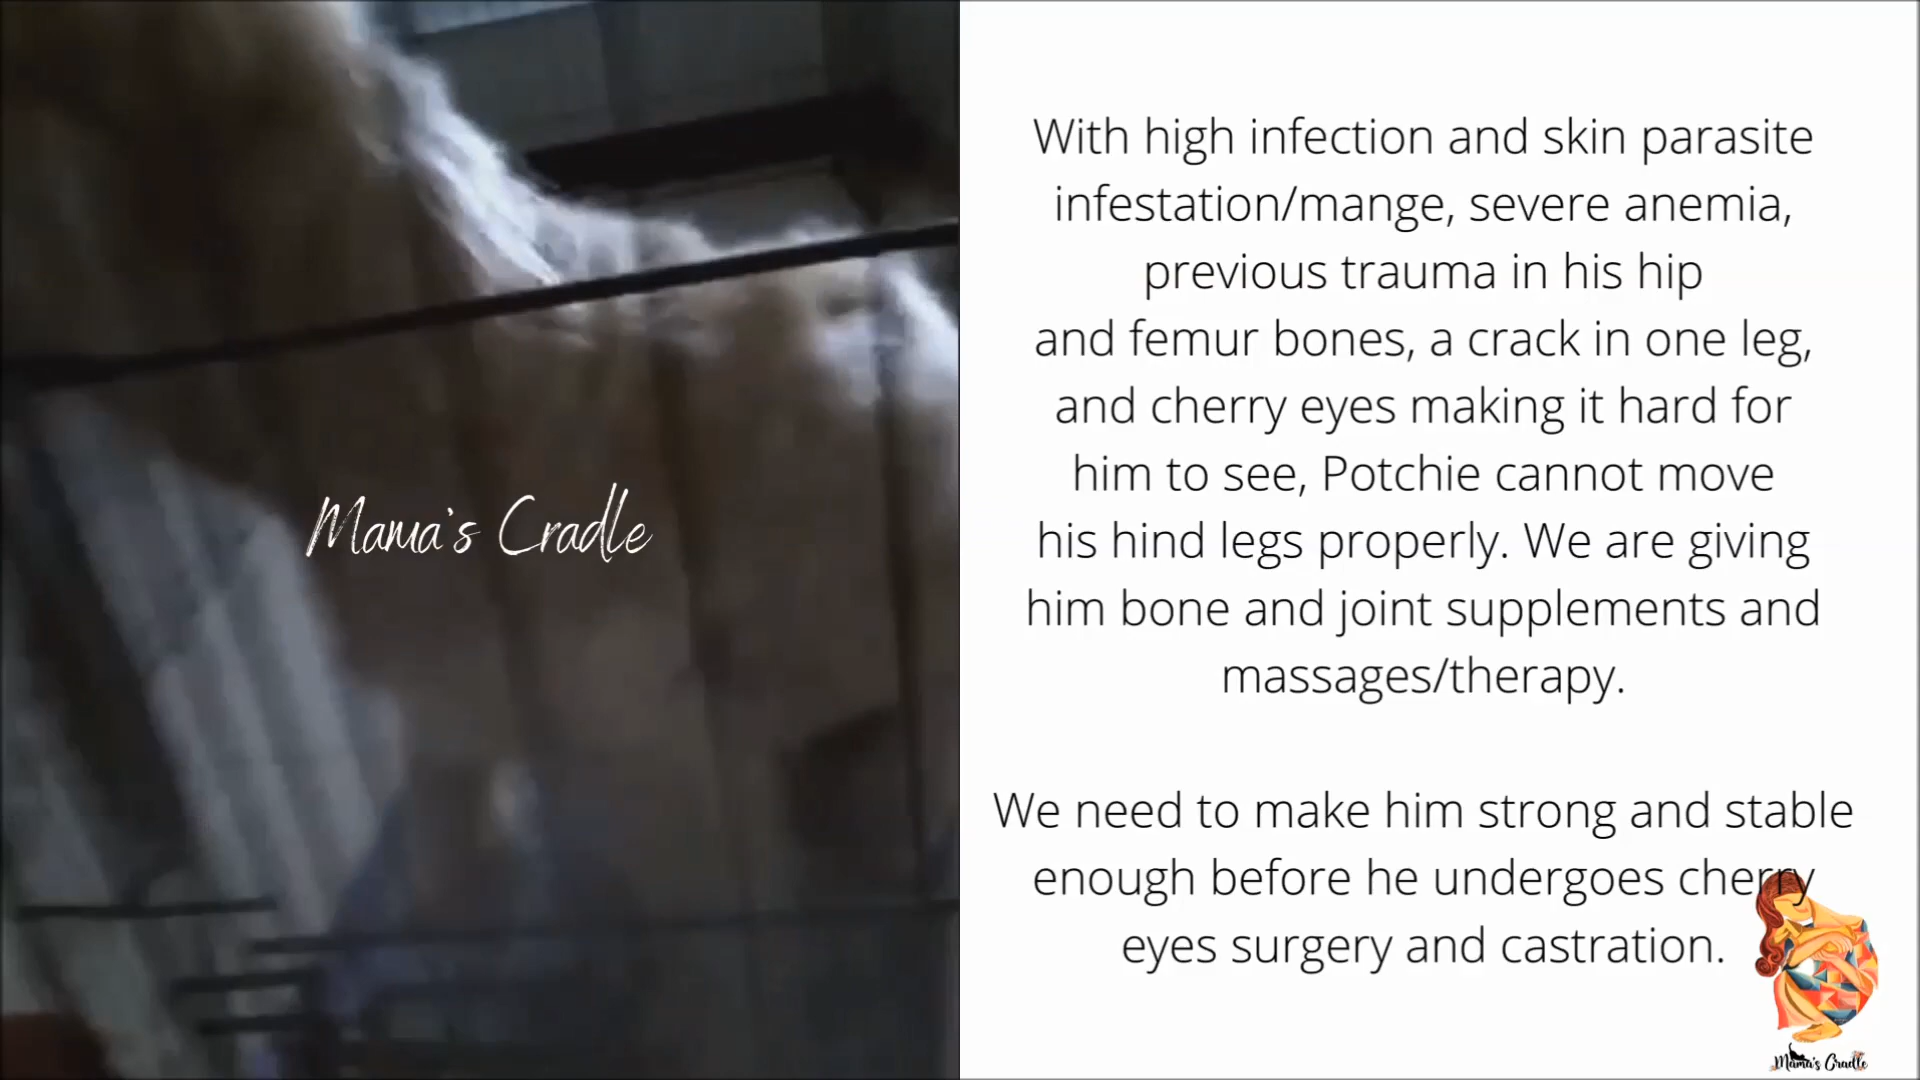 Mama's Cradle
With high infection and skin parasite
infestation/mange, severe anemia,
previous trauma in his hip
and femur bones, a crack in one leg,
and cherry eyes making it hard for
him to see, Potchie cannot move
his hind legs properly. We are giving
him bone and joint supplements and
massages/therapy.
We need to make him strong and stable
enough before he undergoes cherry
eyes surgery and castration.
Mama's Cradle